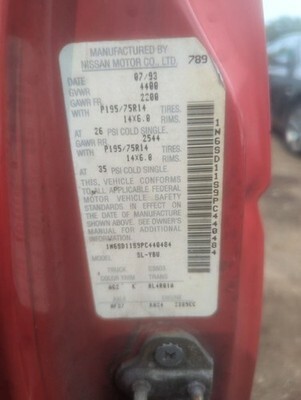 MANUFACTURED BY
NISSAN MOTOR CO., LTD. 789
DATE 07/93
GVWR 4400
GAWR FR 2200
WITH P195/75R14 TIRES,
14X6.0 RIMS,
AT 26 PSI COLD SINGLE,
GAWR RR 2544
WITH P195/75R14 TIRES,
14X6.0 RIMS,
AT 35 PSI COLD SINGLE,
THIS VEHICLE CONFORMS
TO ALL APPLICABLE FEDERAL
MOTOR VEHICLE SAFETY
STANDARDS IN EFFECT
ON THE DATE OF MANUFACTURE
SHOWN ABOVE. SEE OWNER'S
MANUAL FOR ADDITIONAL
INFORMATION.
1N6SD11S9PC440484
TRUCK
1N6SD11S9PC440484